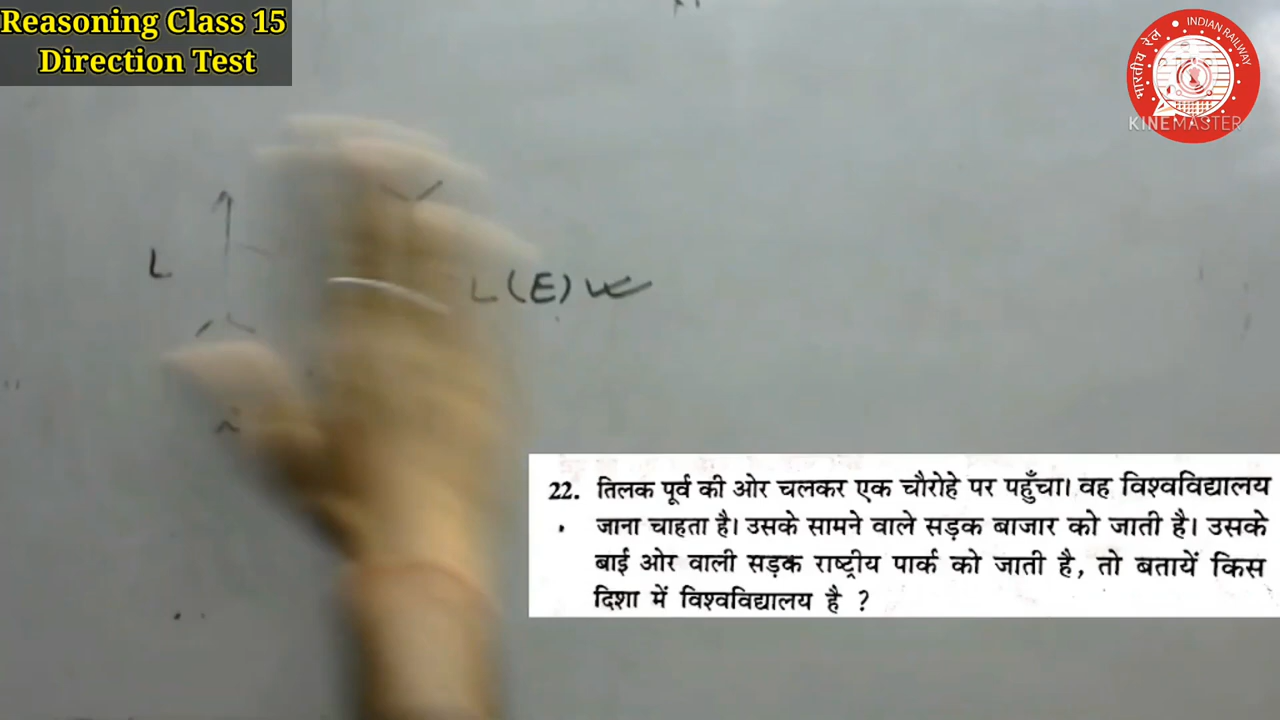 Reasoning Class 15
Direction Test
भारतीय रेल • INDIAN RAILWAY
KINEMASTER
L
L (E)
22. तिलक पूर्व की ओर चलकर एक चौरोहे पर पहुँचा। वह विश्वविद्यालय
जाना चाहता है। उसके सामने वाले सड़क बाजार को जाती है। उसके
बाई ओर वाली सड़क राष्ट्रीय पार्क को जाती है, तो बतायें किस
दिशा में विश्वविद्यालय है ?